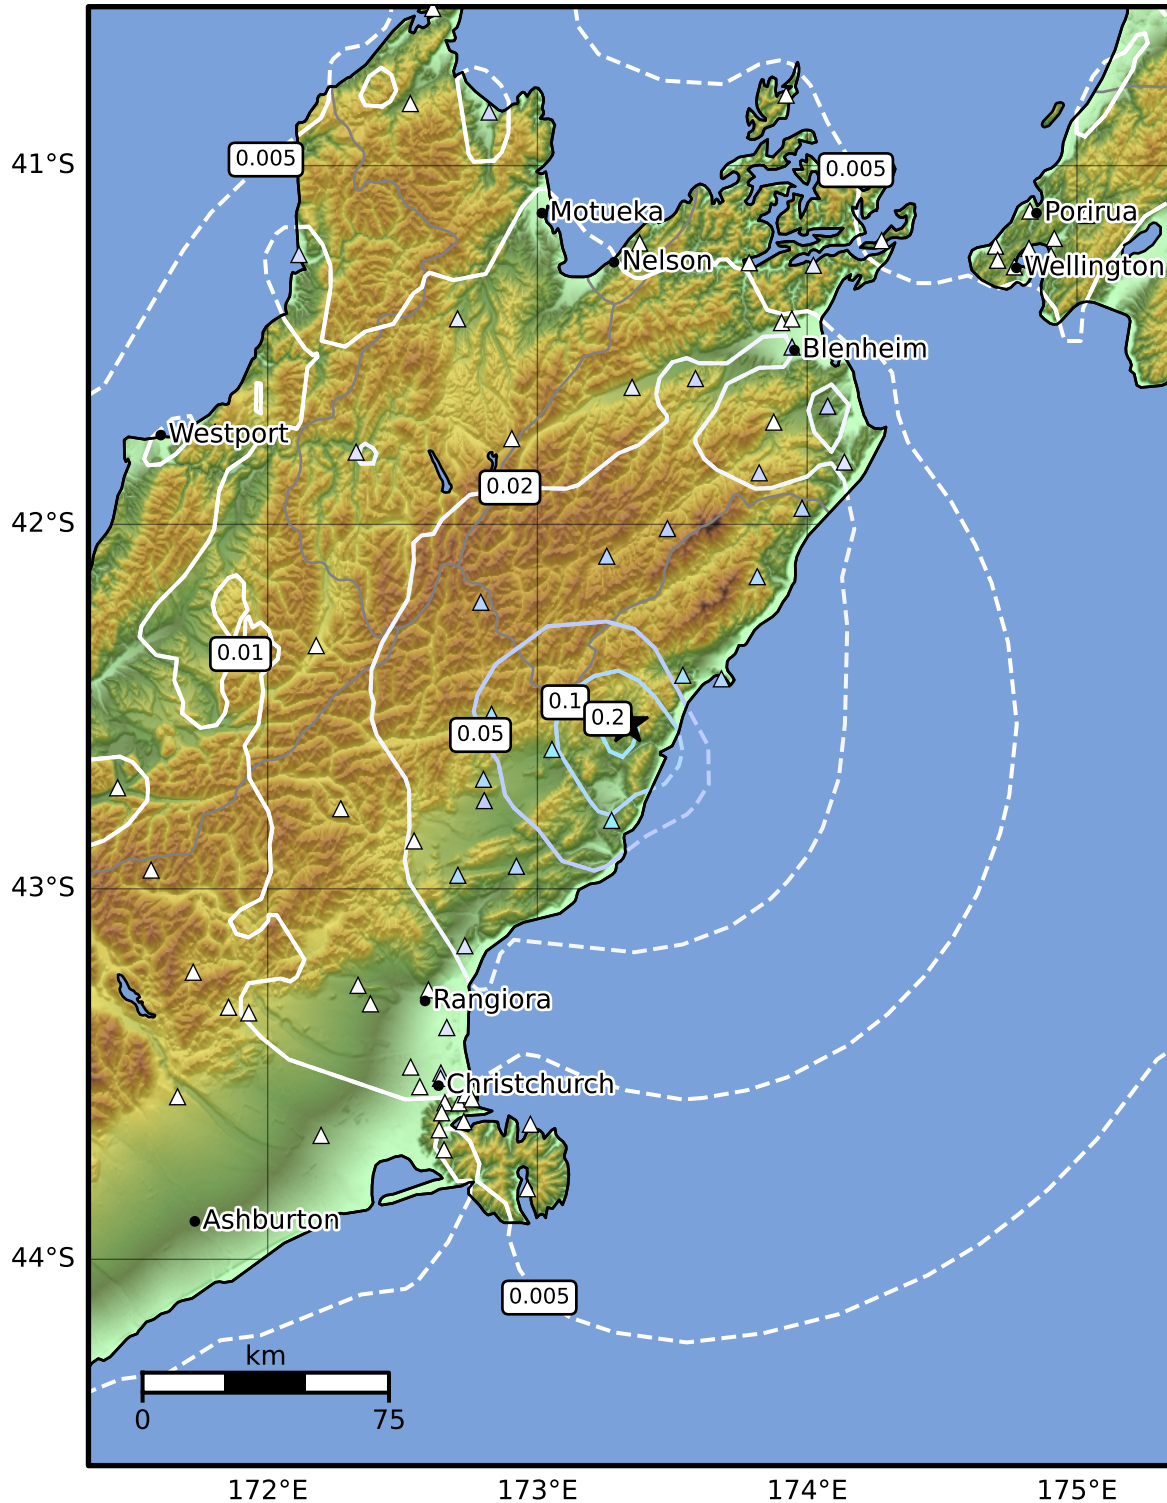 0.005
41°S
0.005
Motueka
Porirua
Nelson
Wellington
Blenheim
Westport
0.02
42°S
0.01
0.1
0.2
0.05
43°S
Rangiora
Christchurch
Ashburton
44°S
0.005
km
0
75
172°E
173°E
174°E
175°E